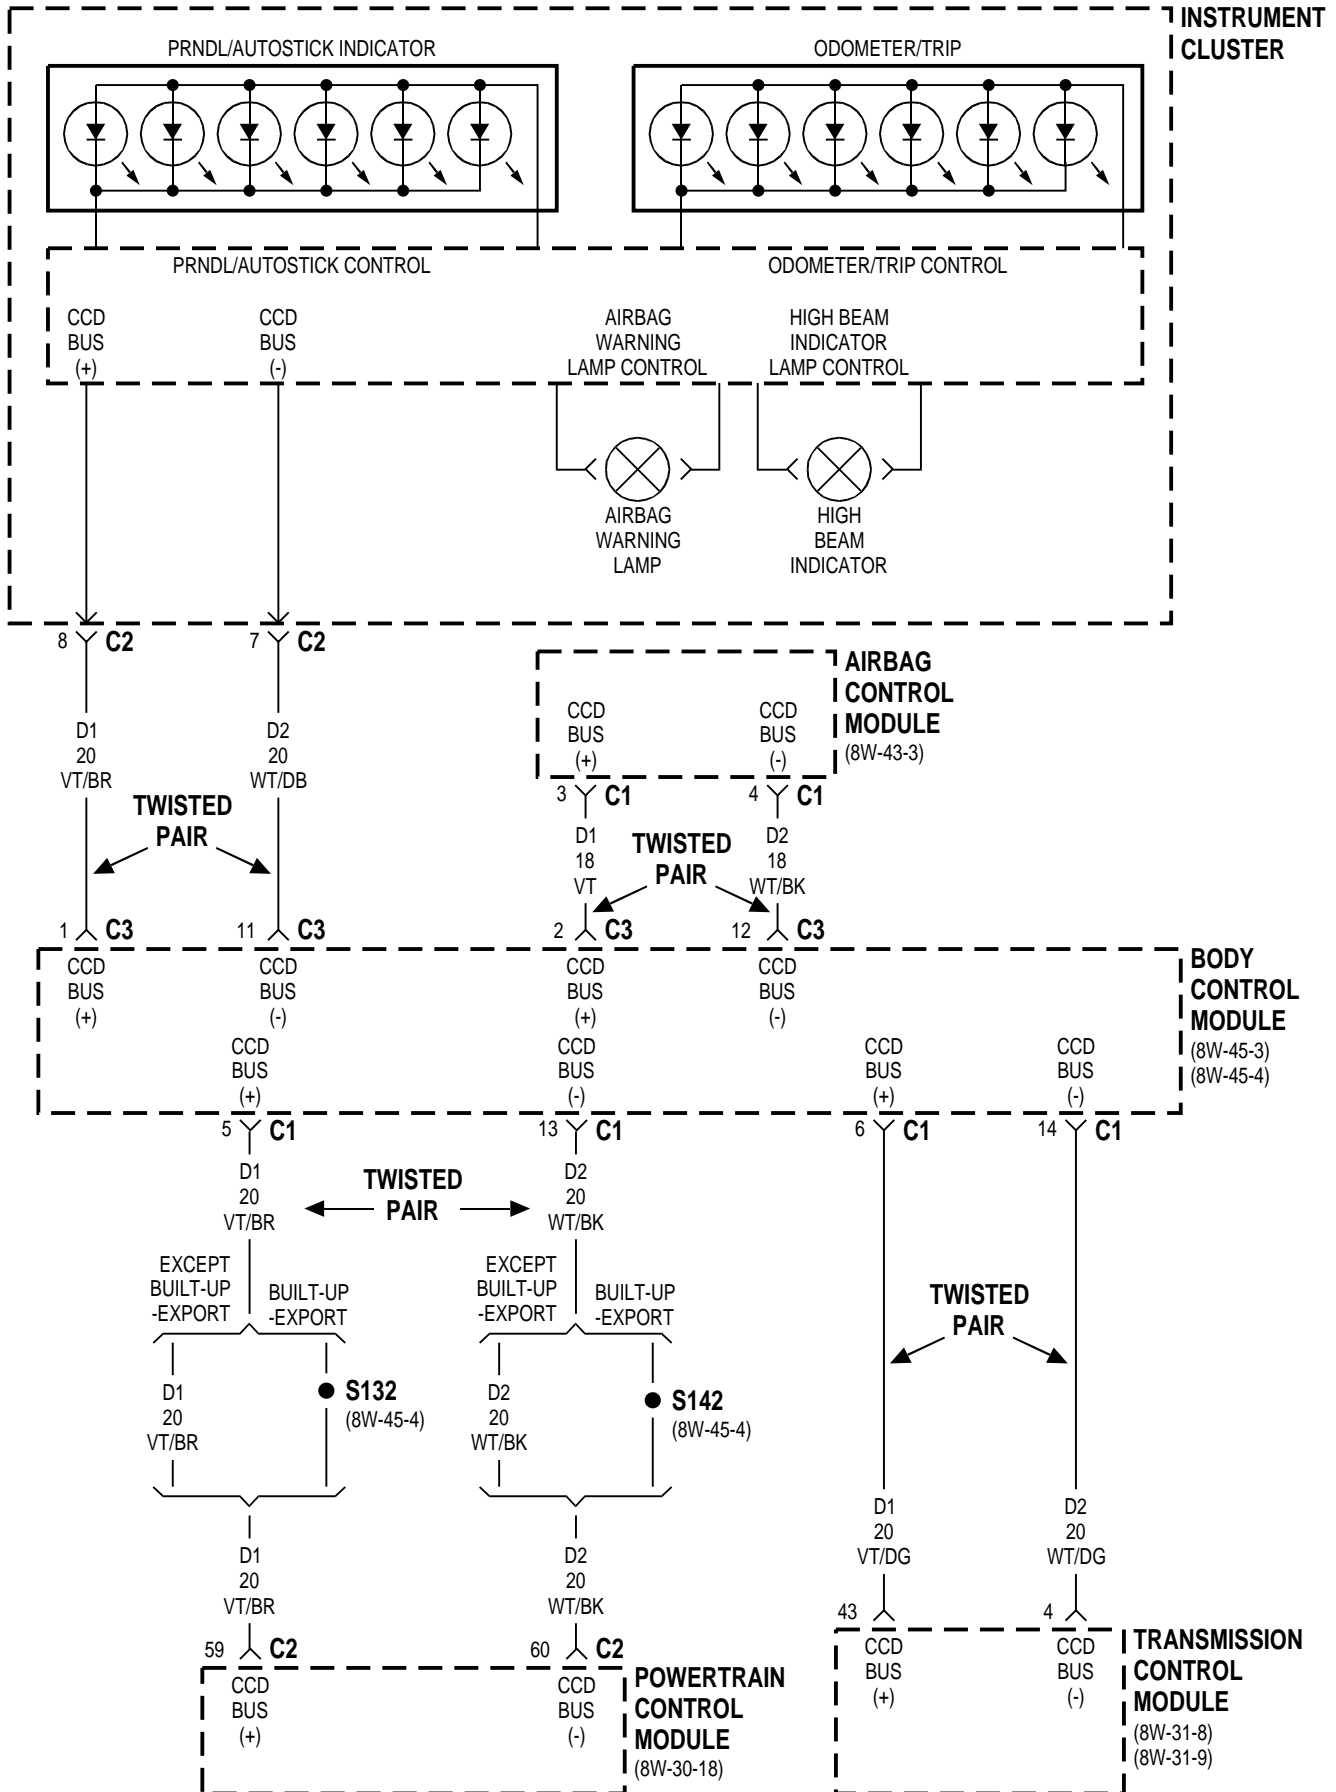 INSTRUMENT
CLUSTER
PRNDL/AUTOSTICK INDICATOR
ODOMETER/TRIP
PRNDL/AUTOSTICK CONTROL
ODOMETER/TRIP CONTROL
CCD
BUS
(+)
CCD
BUS
(-)
AIRBAG
WARNING
LAMP CONTROL
HIGH BEAM
INDICATOR
LAMP CONTROL
AIRBAG
WARNING
LAMP
HIGH
BEAM
INDICATOR
8 C2
7 C2
D1
20
VT/BR
D2
20
WT/DB
TWISTED
PAIR
AIRBAG
CONTROL
MODULE
(8W-43-3)
CCD
BUS
(+)
CCD
BUS
(-)
3 C1
4 C1
D1
18
VT
D2
18
WT/BK
TWISTED
PAIR
1 C3
11 C3
2 C3
12 C3
BODY
CONTROL
MODULE
(8W-45-3)
(8W-45-4)
CCD
BUS
(+)
CCD
BUS
(-)
CCD
BUS
(+)
CCD
BUS
(-)
CCD
BUS
(+)
CCD
BUS
(-)
CCD
BUS
(+)
CCD
BUS
(-)
5 C1
13 C1
6 C1
14 C1
D1
20
VT/BR
TWISTED
PAIR
D2
20
WT/BK
EXCEPT
BUILT-UP
-EXPORT
BUILT-UP
-EXPORT
EXCEPT
BUILT-UP
-EXPORT
BUILT-UP
-EXPORT
TWISTED
PAIR
D1
20
VT/BR
S132
(8W-45-4)
D2
20
WT/BK
S142
(8W-45-4)
D1
20
VT/BR
D2
20
WT/BK
D1
20
VT/DG
D2
20
WT/DG
59 C2
60 C2
43
4
CCD
BUS
(+)
CCD
BUS
(-)
POWERTRAIN
CONTROL
MODULE
(8W-30-18)
CCD
BUS
(+)
CCD
BUS
(-)
TRANSMISSION
CONTROL
MODULE
(8W-31-8)
(8W-31-9)